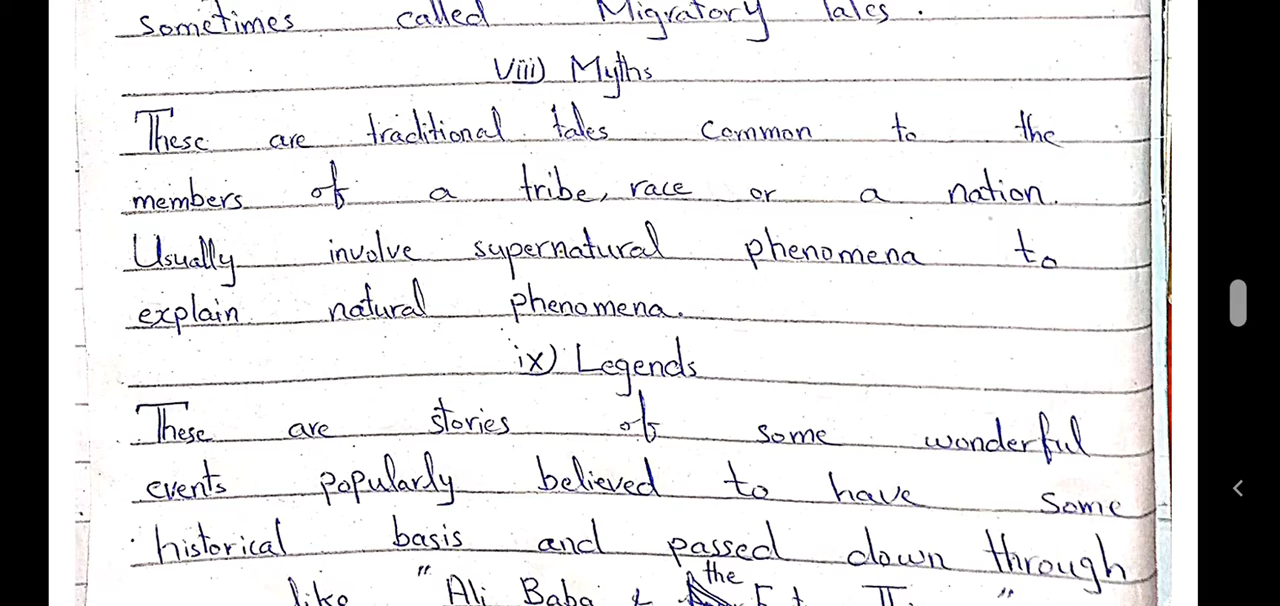 sometimes called Migratory Tales.
viii) Myths
These are traditional tales common to the
members of a tribe, race or a nation.
Usually involve supernatural phenomena to
explain natural phenomena.
ix) Legends
These are stories of some wonderful
events popularly believed to have some
historical basis and passed down through
like "Ali Baba & the "